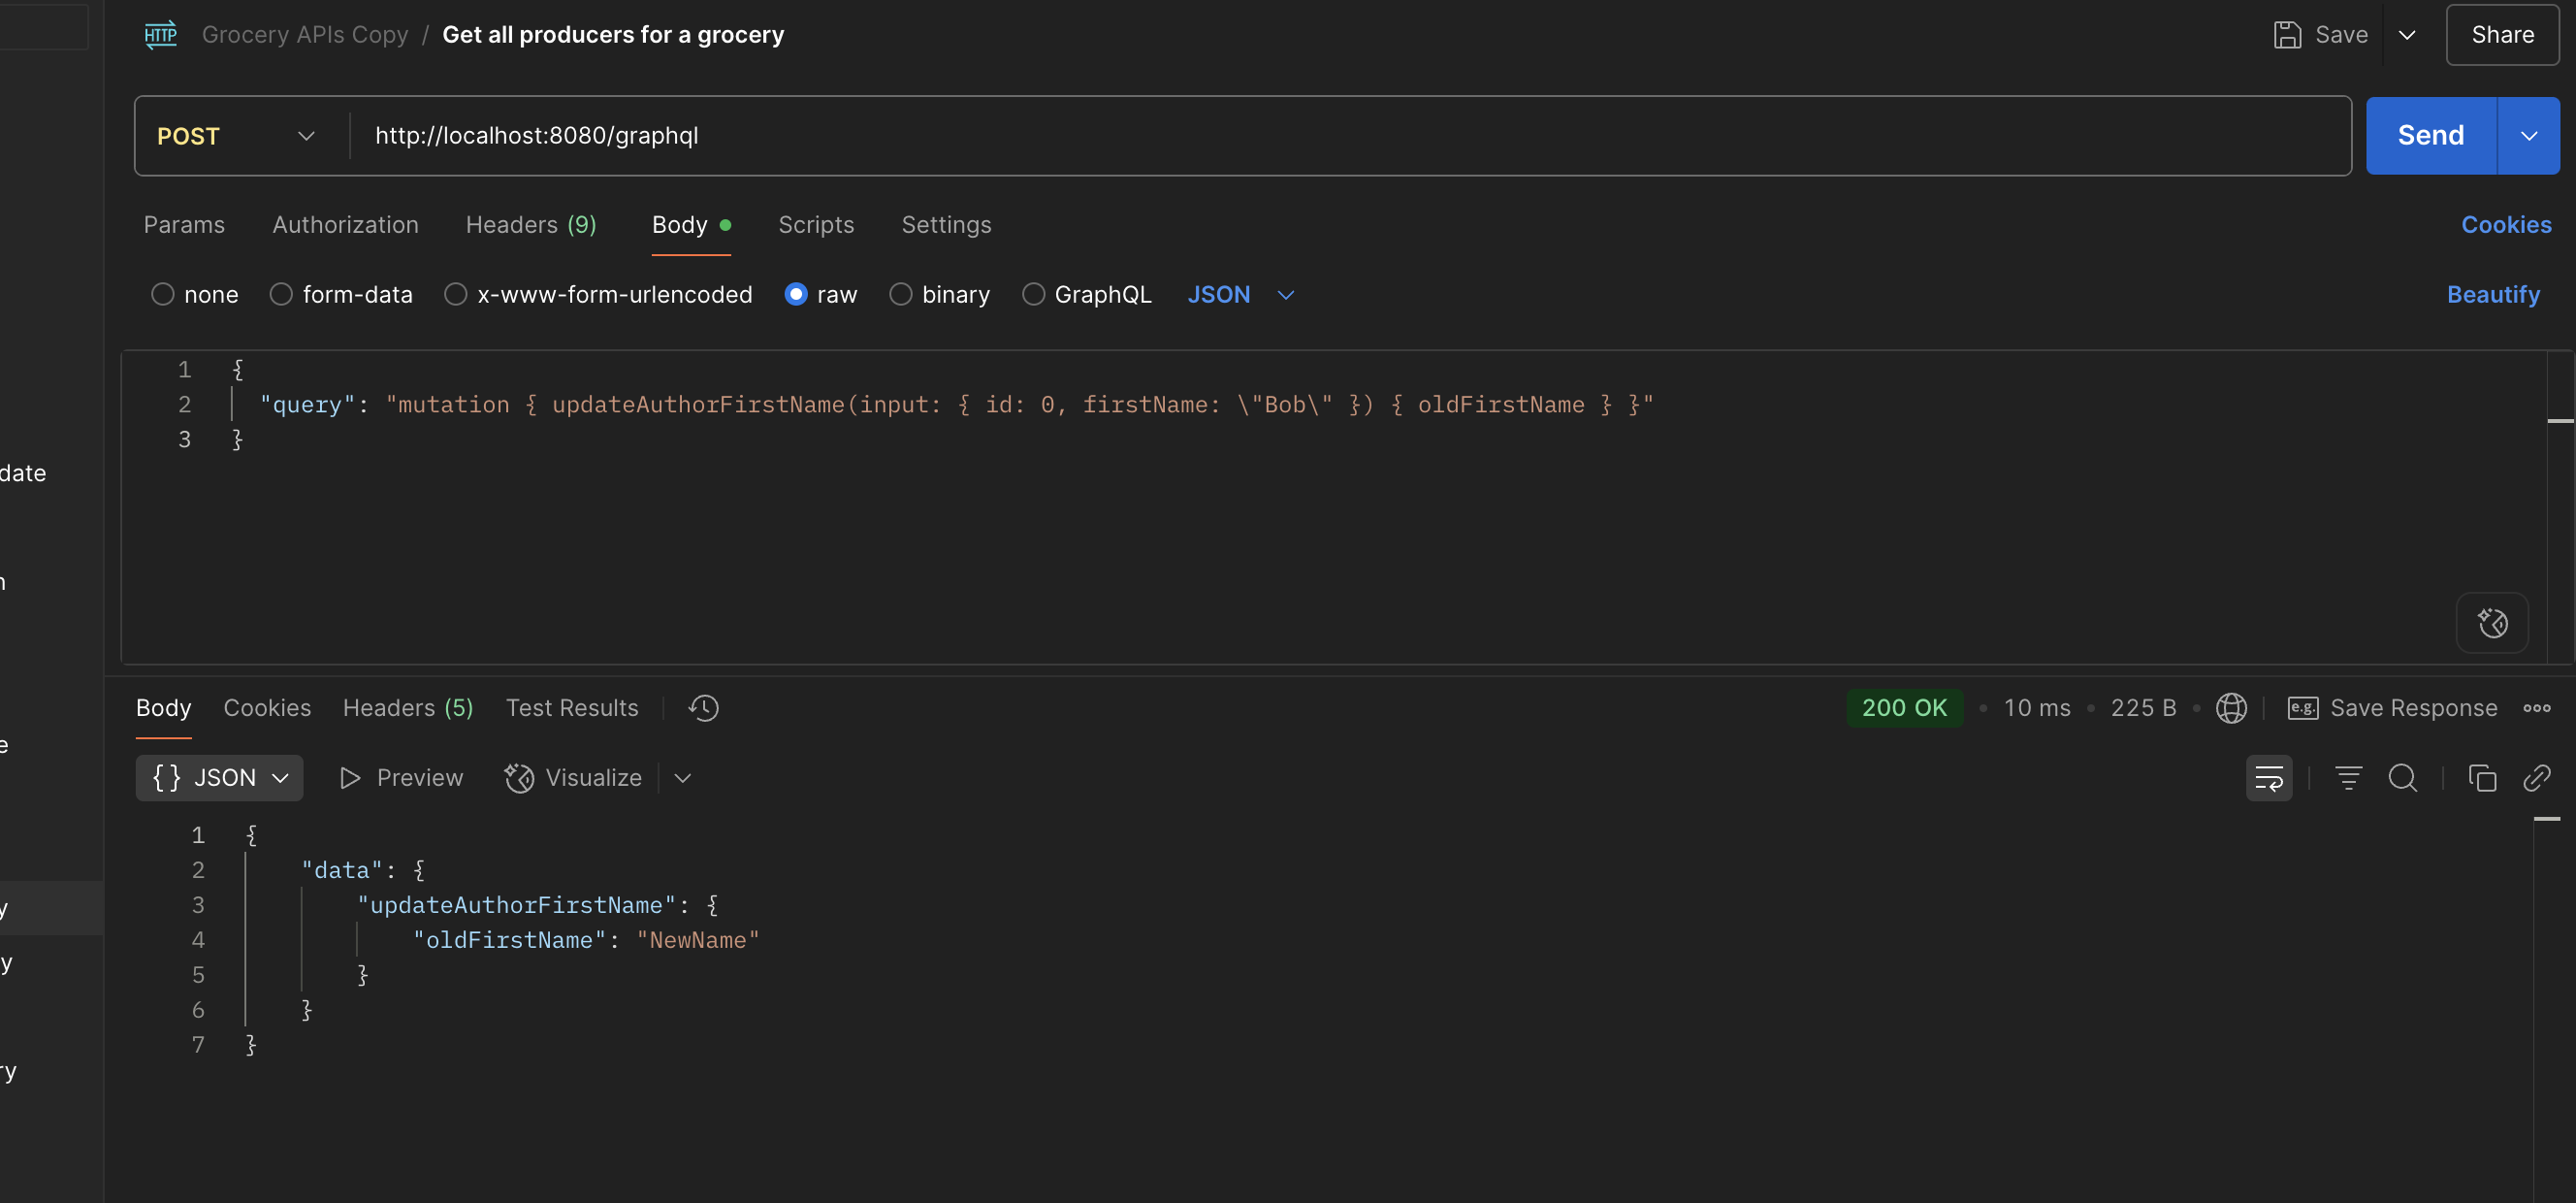 HTTP Grocery APIs Copy / Get all producers for a grocery Save Share
POST http://localhost:8080/graphql Send
Params Authorization Headers (9) Body Scripts Settings Cookies
none form-data x-www-form-urlencoded raw binary GraphQL JSON Beautify
1 {
2 "query": "mutation { updateAuthorFirstName(input: { id: 0, firstName: \"Bob\" }) { oldFirstName } }"
3 }
date
n
e
y
y
ry
Body Cookies Headers (5) Test Results 200 OK • 10 ms • 225 B • e.g. Save Response
{} JSON Preview Visualize
1 {
2 "data": {
3 "updateAuthorFirstName": {
4 "oldFirstName": "NewName"
5 }
6 }
7 }